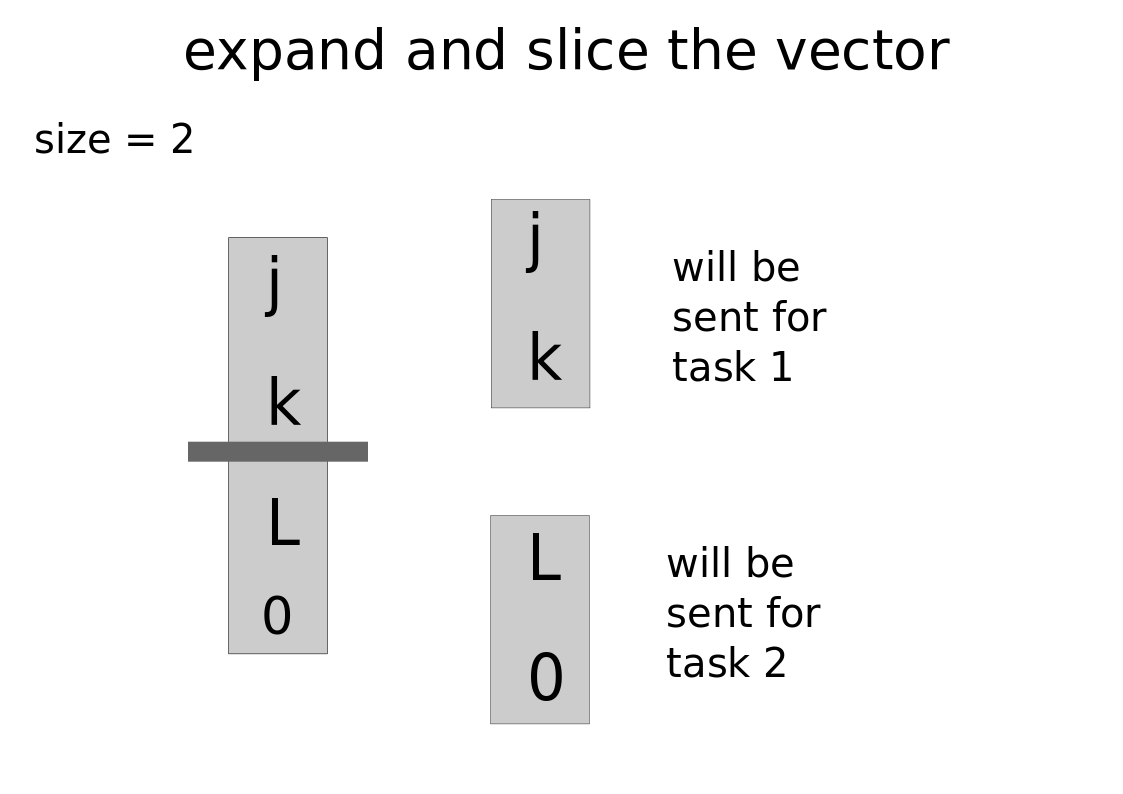 expand and slice the vector
size = 2
j
k
L
0
j
k
will be
sent for
task 1
L
0
will be
sent for
task 2